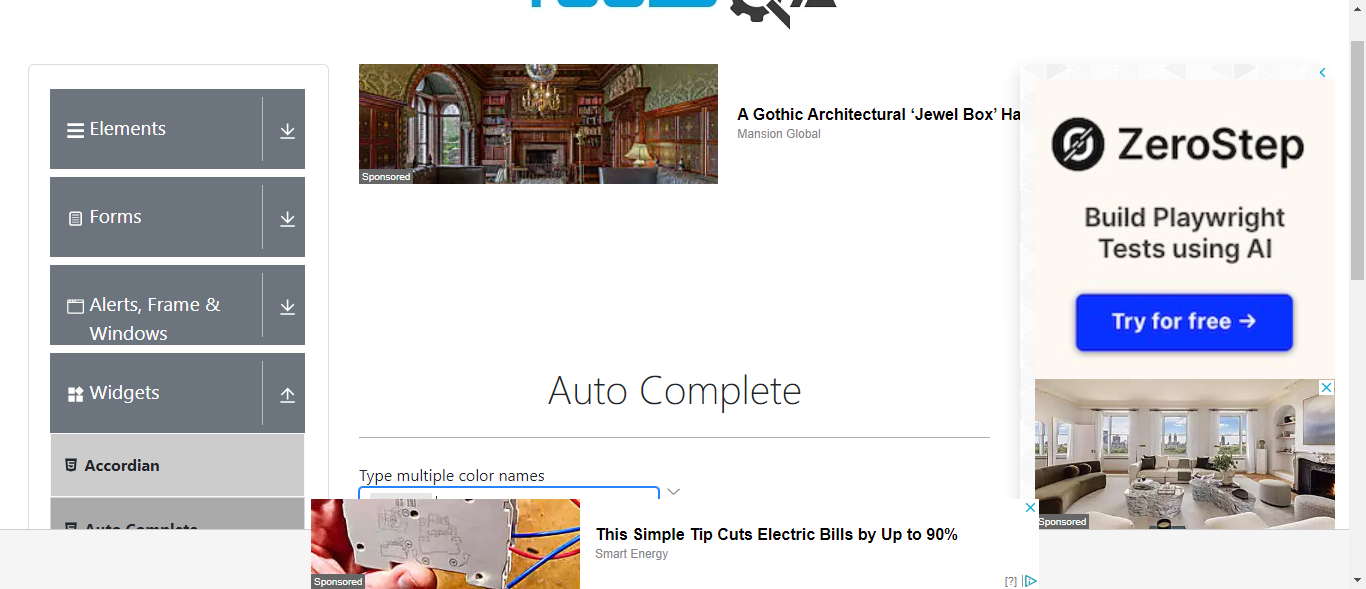 Elements
Forms
Alerts, Frame &
Windows
Widgets
Accordian
Auto Complete
Sponsored
A Gothic Architectural ‘Jewel Box’ Ha
Mansion Global
Auto Complete
Type multiple color names
ZeroStep
Build Playwright
Tests using AI
Try for free →
Sponsored
This Simple Tip Cuts Electric Bills by Up to 90%
Smart Energy
Sponsored
[?]